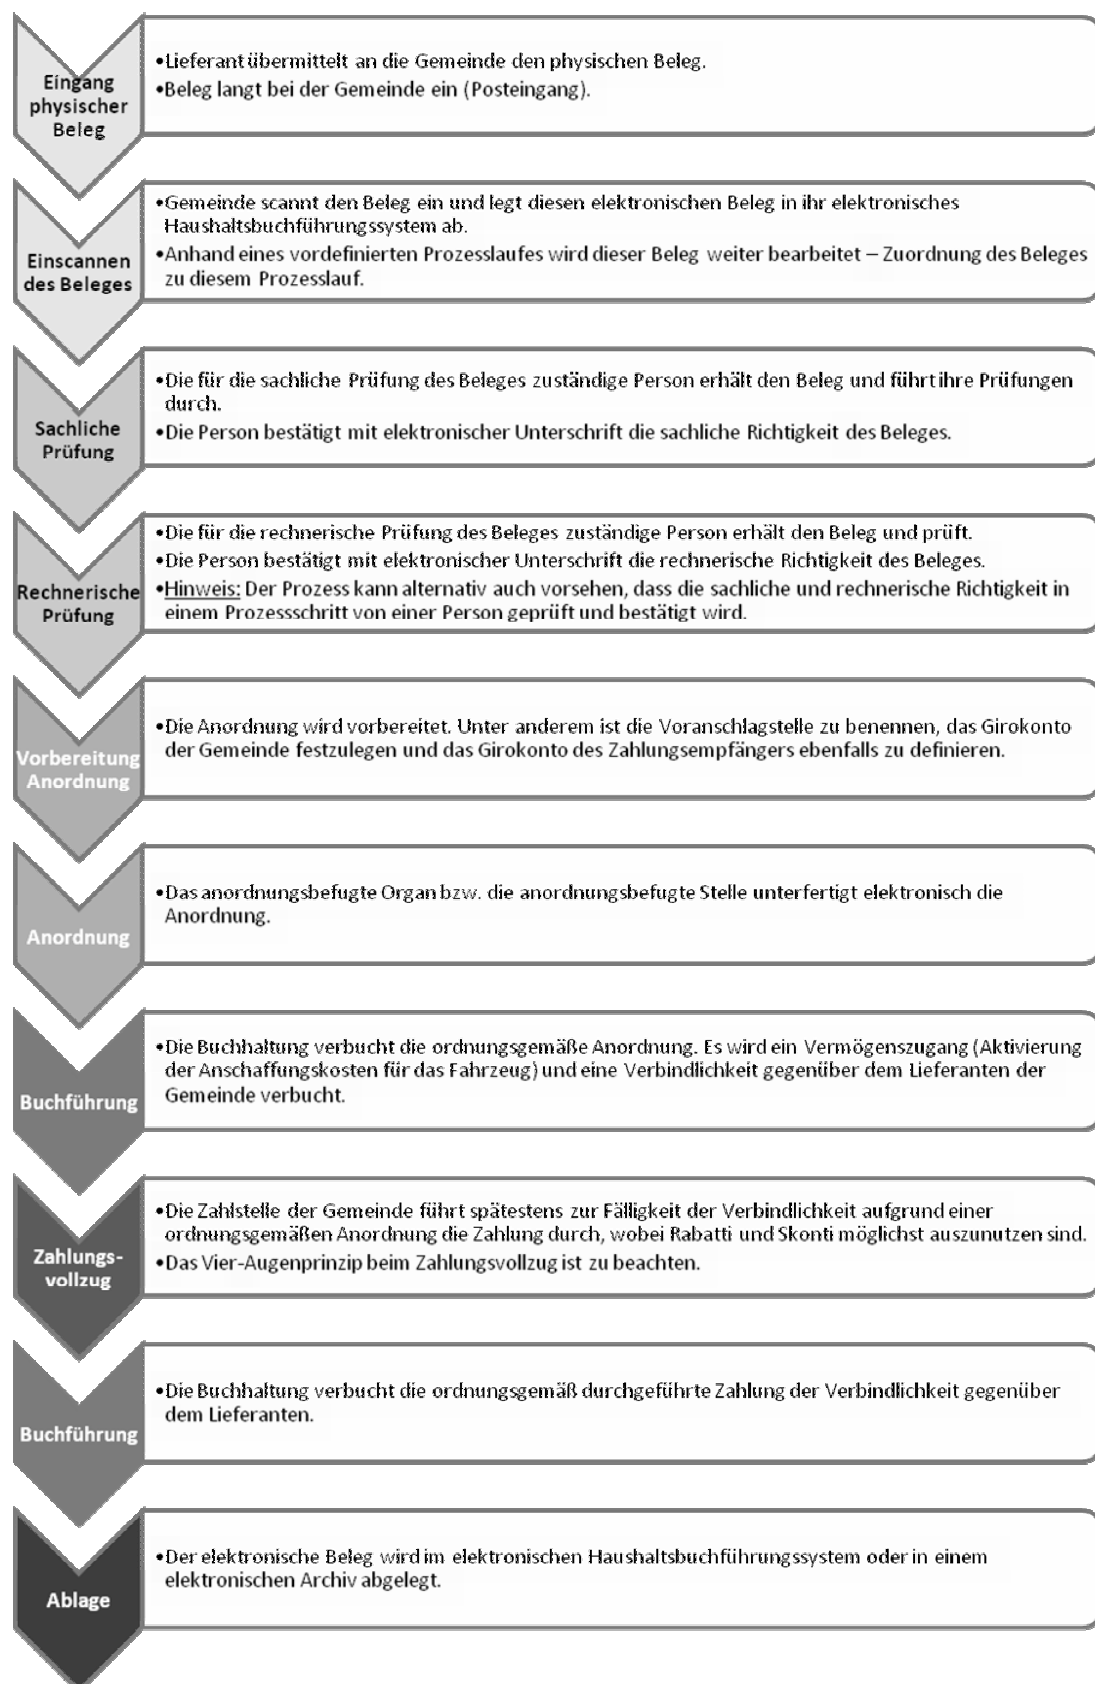 Eingang
physischer
Beleg
•Lieferant übermittelt an die Gemeinde den physischen Beleg.
•Beleg langt bei der Gemeinde ein (Posteingang).
Einscannen
des Beleges
•Gemeinde scannt den Beleg ein und legt diesen elektronischen Beleg in ihr elektronisches
Haushaltsbuchführungssystem ab.
•Anhand eines vordefinierten Prozesslaufes wird dieser Beleg weiter bearbeitet – Zuordnung des Beleges
zu diesem Prozesslauf.
Sachliche
Prüfung
•Die für die sachliche Prüfung des Beleges zuständige Person erhält den Beleg und führt ihre Prüfungen
durch.
•Die Person bestätigt mit elektronischer Unterschrift die sachliche Richtigkeit des Beleges.
Rechnerische
Prüfung
•Die für die rechnerische Prüfung des Beleges zuständige Person erhält den Beleg und prüft.
•Die Person bestätigt mit elektronischer Unterschrift die rechnerische Richtigkeit des Beleges.
•Hinweis: Der Prozess kann alternativ auch vorsehen, dass die sachliche und rechnerische Richtigkeit in
einem Prozessschritt von einer Person geprüft und bestätigt wird.
Vorbereitung
Anordnung
•Die Anordnung wird vorbereitet. Unter anderem ist die Voranschlagstelle zu benennen, das Girokonto
der Gemeinde festzulegen und das Girokonto des Zahlungsempfängers ebenfalls zu definieren.
Anordnung
•Das anordnungsbefugte Organ bzw. die anordnungsbefugte Stelle unterfertigt elektronisch die
Anordnung.
Buchführung
•Die Buchhaltung verbucht die ordnungsgemäße Anordnung. Es wird ein Vermögenszugang (Aktivierung
der Anschaffungskosten für das Fahrzeug) und eine Verbindlichkeit gegenüber dem Lieferanten der
Gemeinde verbucht.
Zahlungs-
vollzug
•Die Zahlstelle der Gemeinde führt spätestens zur Fälligkeit der Verbindlichkeit aufgrund einer
ordnungsgemäßen Anordnung die Zahlung durch, wobei Rabatti und Skonti möglichst auszunutzen sind.
•Das Vier-Augenprinzip beim Zahlungsvollzug ist zu beachten.
Buchführung
•Die Buchhaltung verbucht die ordnungsgemäß durchgeführte Zahlung der Verbindlichkeit gegenüber
dem Lieferanten.
Ablage
•Der elektronische Beleg wird im elektronischen Haushaltsbuchführungssystem oder in einem
elektronischen Archiv abgelegt.